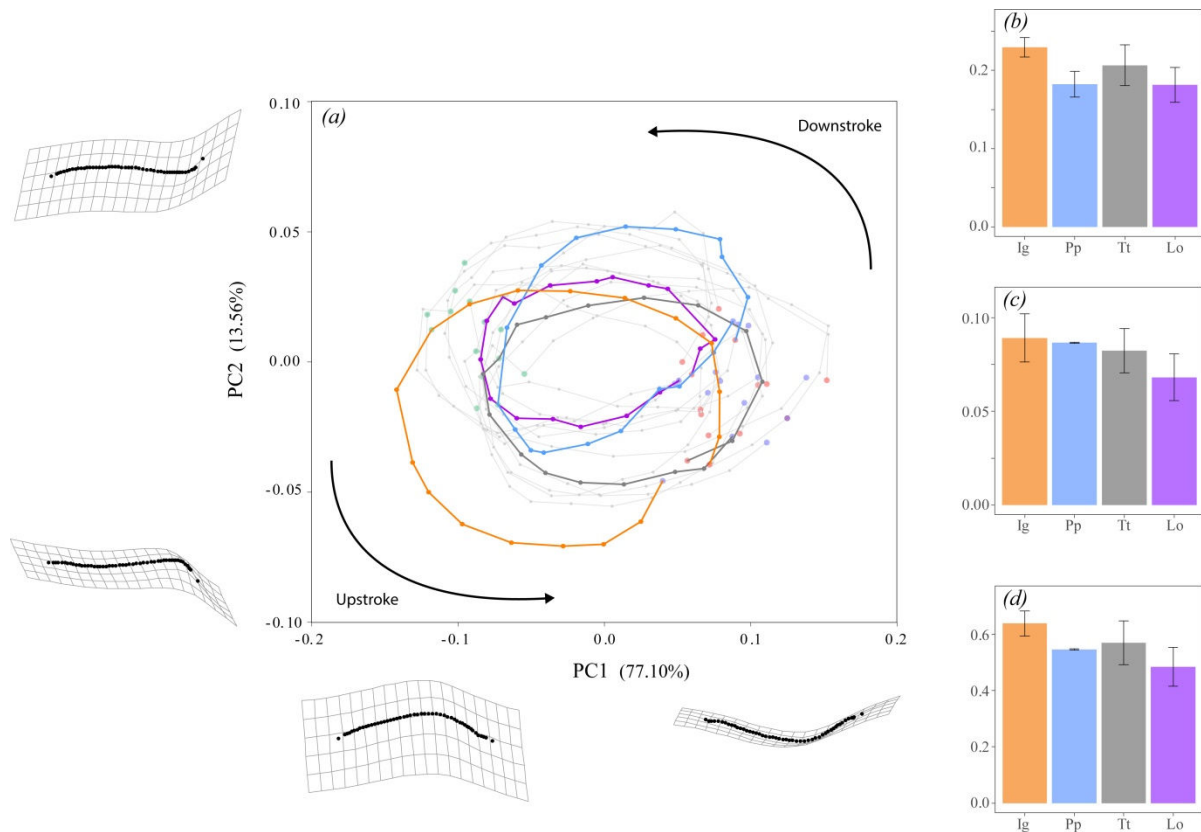 (a)
Downstroke
Upstroke
0.10
0.05
0.00
-0.05
-0.10
PC2 (13.56%)
-0.2
-0.1
0.0
0.1
0.2
PC1 (77.10%)
(b)
0.2
0.1
0.0
Ig
Pp
Tt
Lo
(c)
0.10
0.05
0.00
Ig
Pp
Tt
Lo
(d)
0.6
0.4
0.2
0.0
Ig
Pp
Tt
Lo